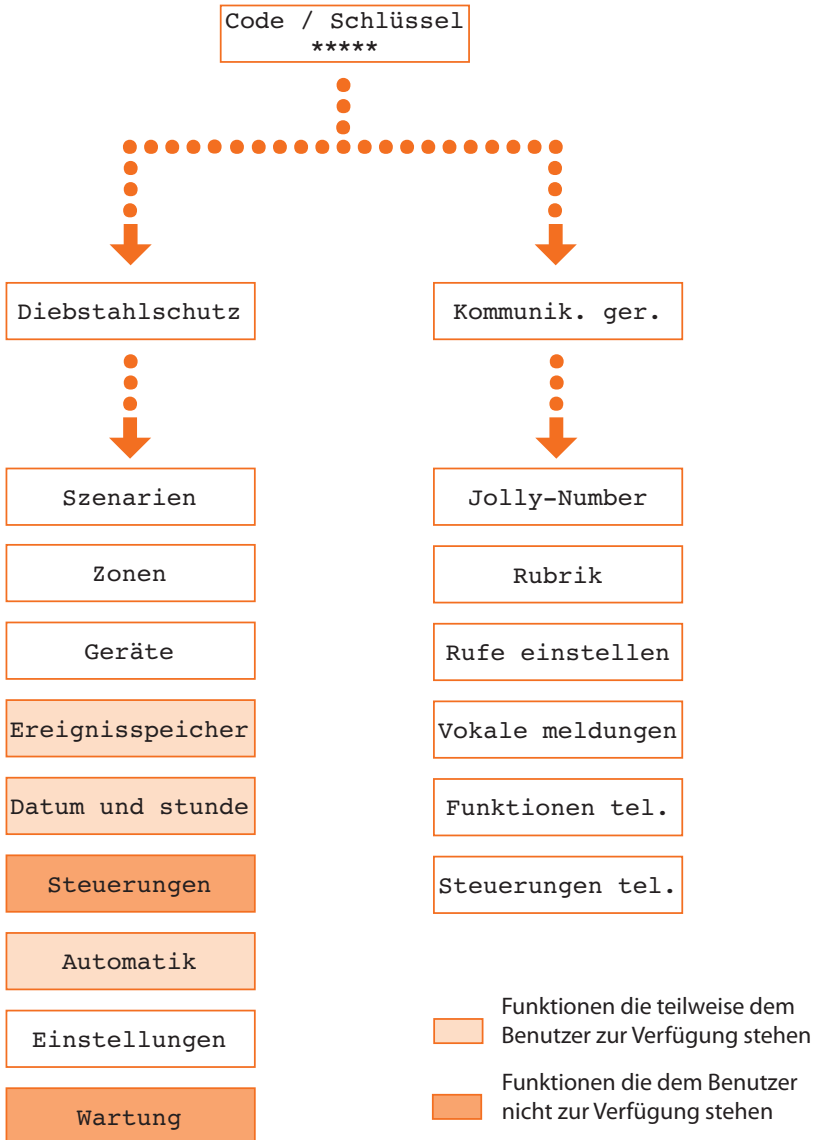 Code / Schlüssel
*****
Diebstahlschutz
Kommunik. ger.
Szenarien
Jolly-Number
Zonen
Rubrik
Geräte
Rufe einstellen
Ereignisspeicher
Vokale meldungen
Datum und stunde
Funktionen tel.
Steuerungen
Steuerungen tel.
Automatik
Einstellungen
Wartung
Funktionen die teilweise dem
Benutzer zur Verfügung stehen
Funktionen die dem Benutzer
nicht zur Verfügung stehen